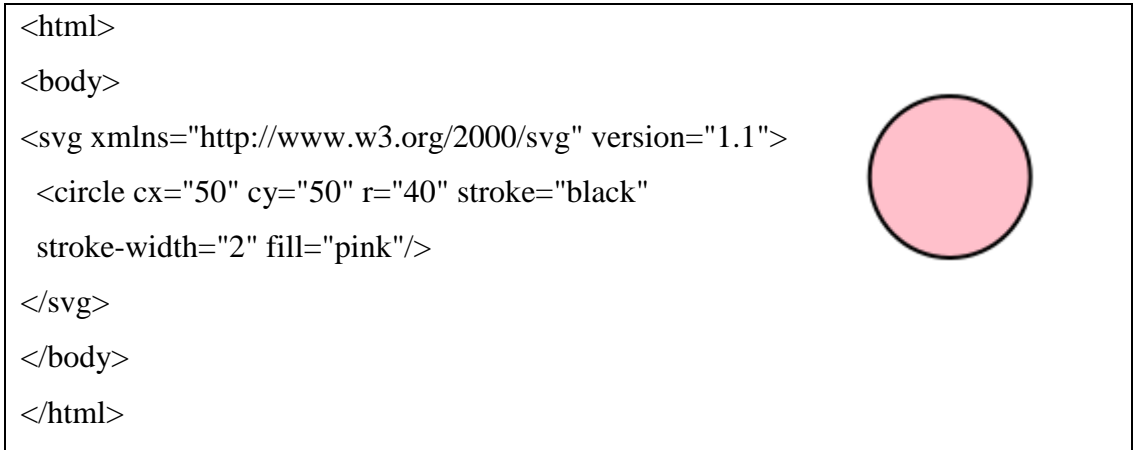 <html>
<body>
<svg xmlns="http://www.w3.org/2000/svg" version="1.1">
<circle cx="50" cy="50" r="40" stroke="black"
stroke-width="2" fill="pink"/>
</svg>
</body>
</html>